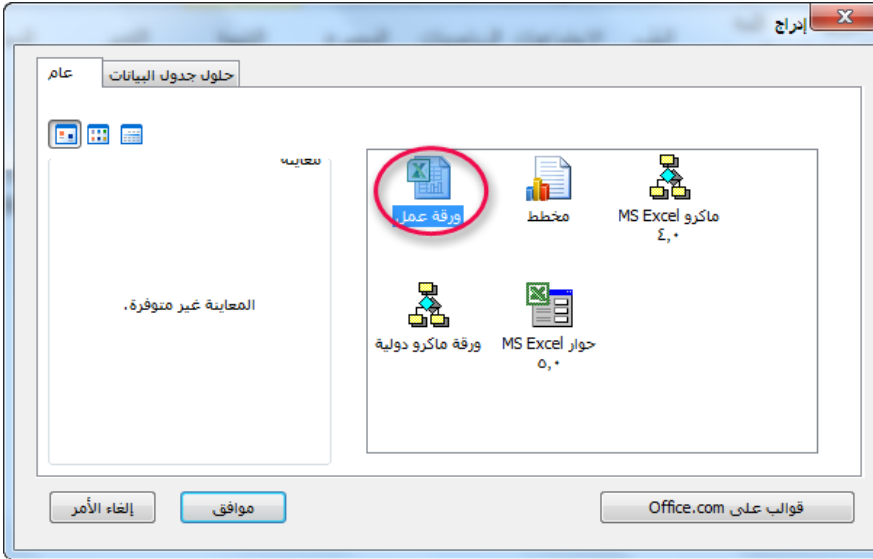 إدراج
عام
حلول جدول البيانات
معاينة
المعاينة غير متوفرة.
ورقة عمل
مخطط
ماكرو MS Excel
٤,٠
ورقة ماكرو دولية
حوار MS Excel
٥,٠
إلغاء الأمر
موافق
قوالب على Office.com